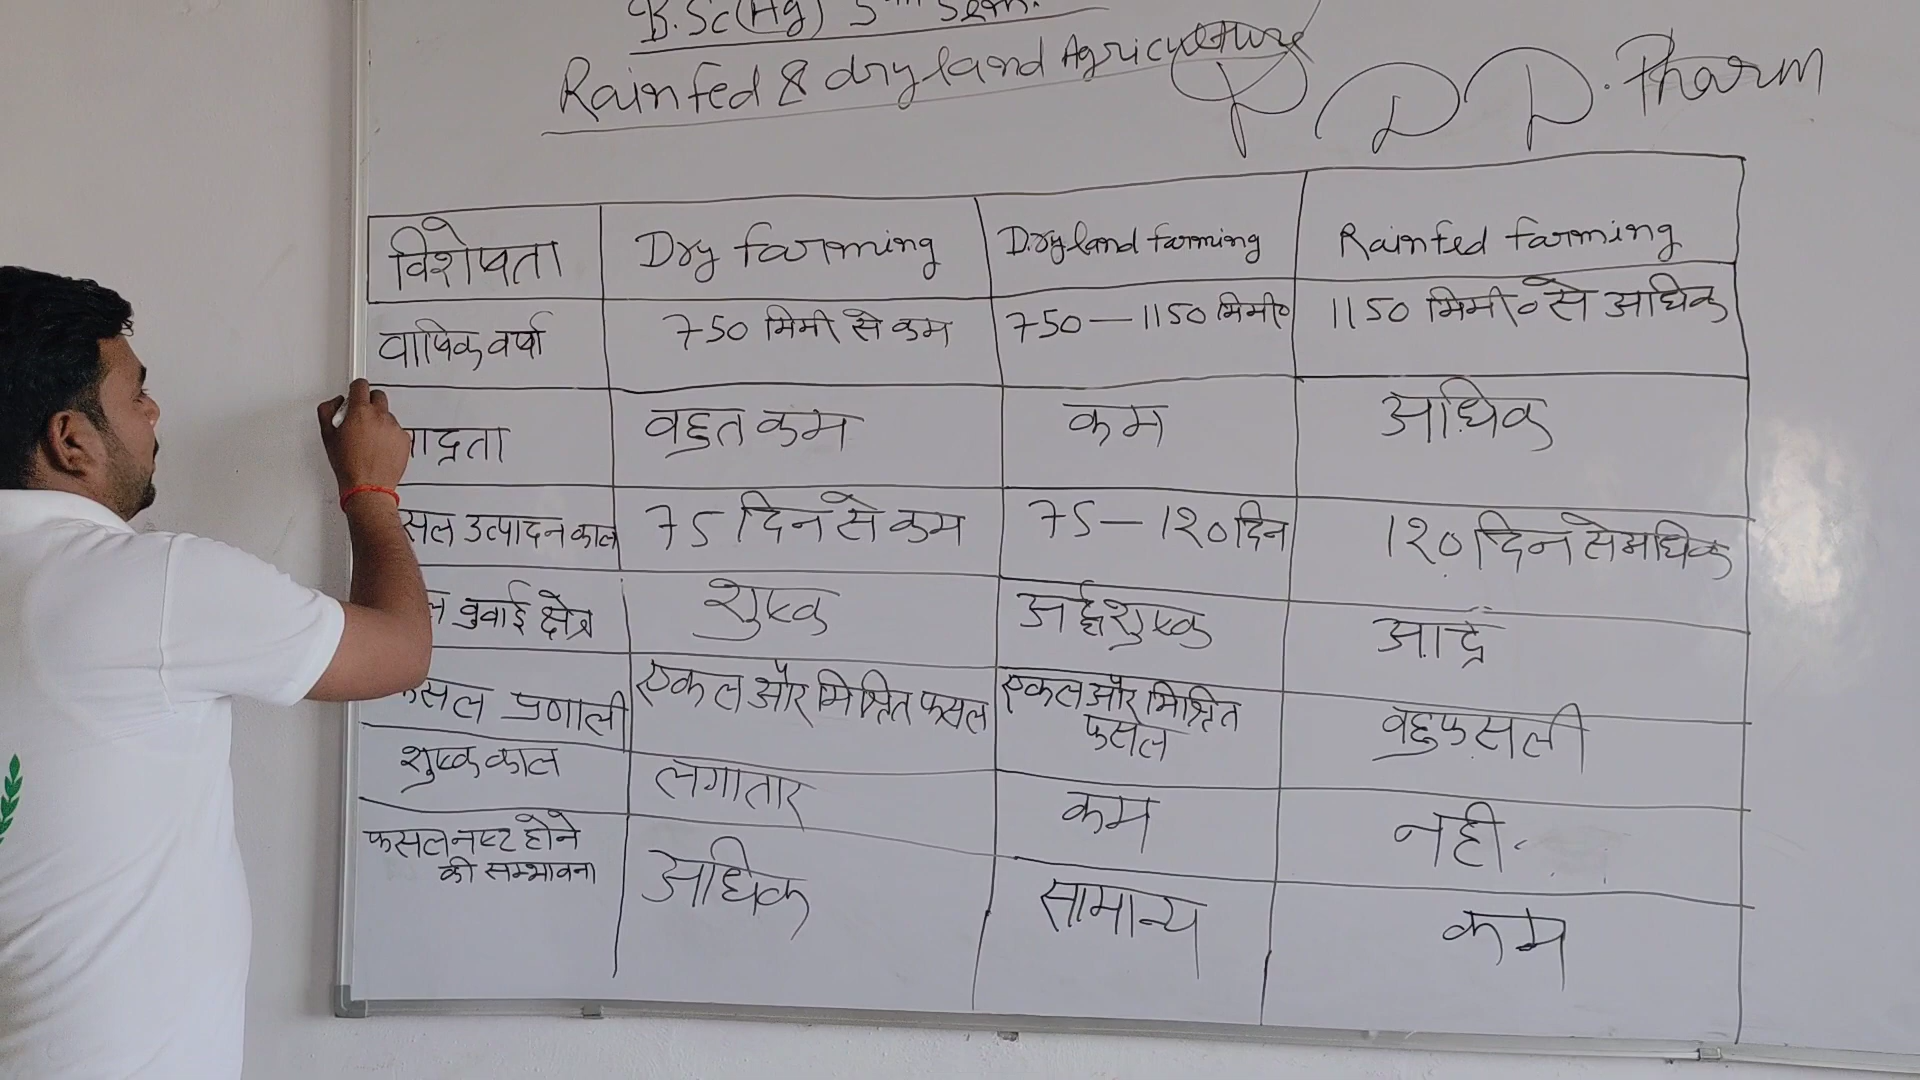 B.Sc(Ag) 5th Sem.
Rainfed & dryland Agriculture
D. Pharm
विशेषता Dry farming Dryland farming Rainfed farming
वाषिक वर्षा 750 मिमी से कम 750 — 1150 मिमी० 1150 मिमी० से अधिक
ाद्रता बहुत कम कम अधिक
सल उत्पादन काल 75 दिन से कम 75 — 120 दिन 120 दिन से अधिक
ल बुवाई क्षेत्र शुष्क अर्द्धशुष्क आर्द्र
फसल प्रणाली एकल और मिश्रित फसल एकल और मिश्रित
फसल
बहुफसली
शुष्क काल लगातार कम नही
फसल नष्ट होने
की सम्भावना
अधिक सामान्य कम